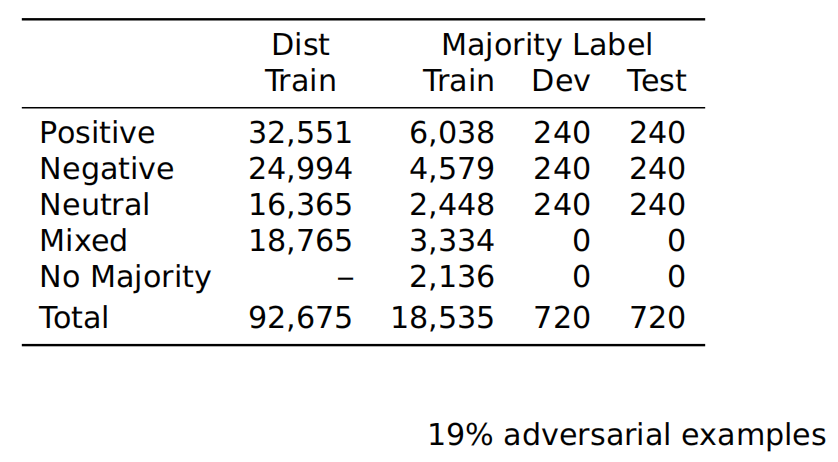 Dist Majority Label
Train Train Dev Test
Positive 32,551 6,038 240 240
Negative 24,994 4,579 240 240
Neutral 16,365 2,448 240 240
Mixed 18,765 3,334 0 0
No Majority – 2,136 0 0
Total 92,675 18,535 720 720
19% adversarial examples